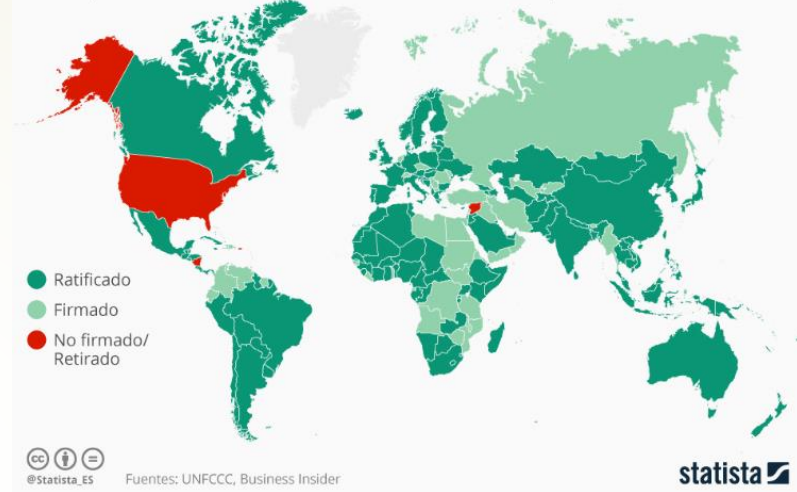 Ratificado
Firmado
No firmado/
Retirado
@Statista_ES
Fuentes: UNFCCC, Business Insider
statista